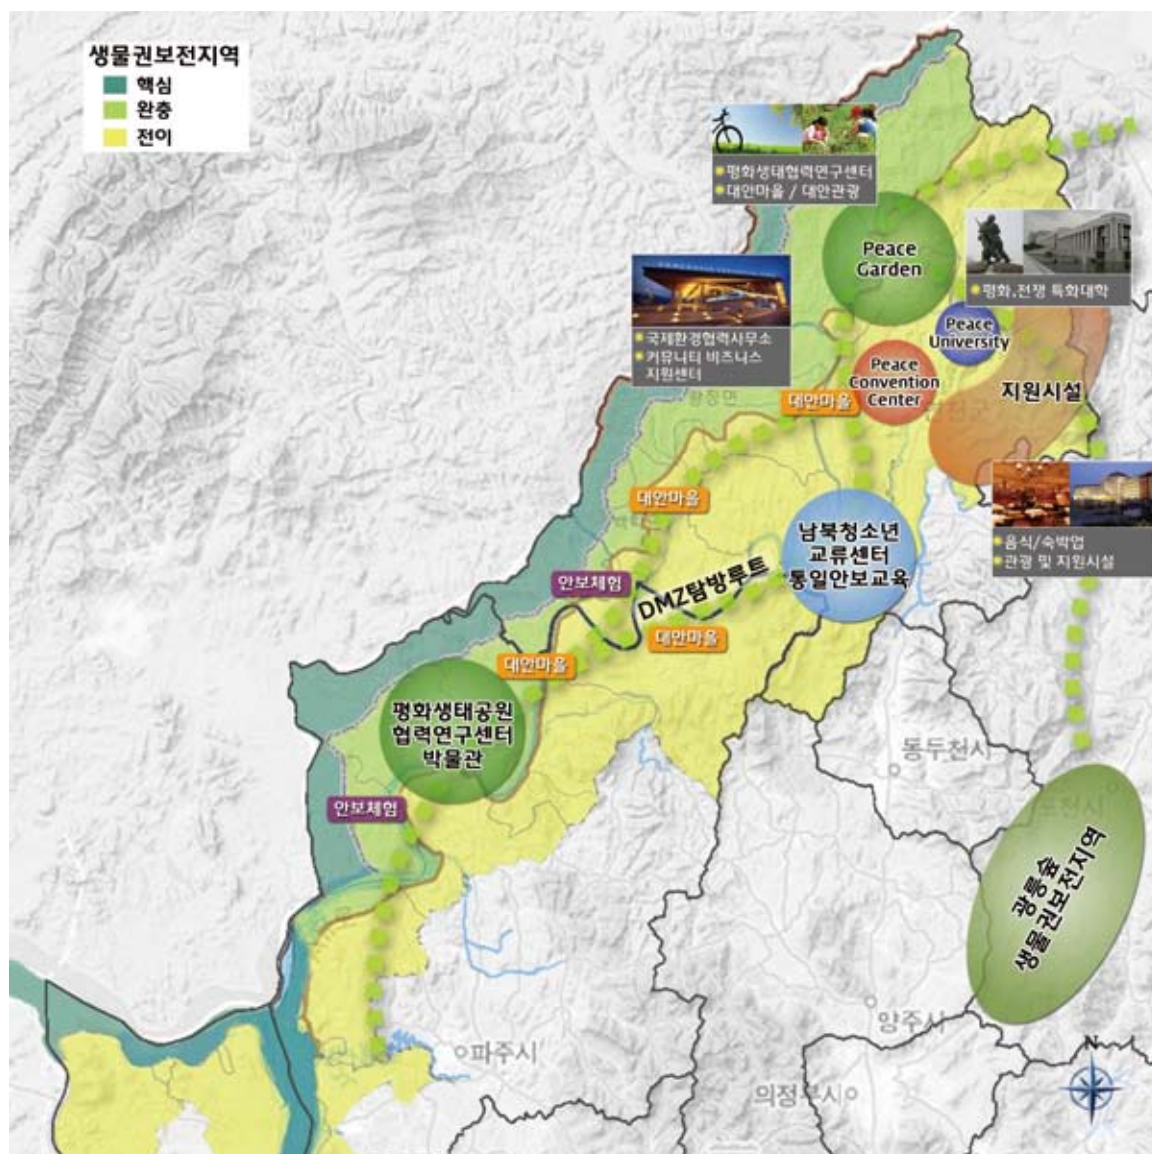 생물권보전지역
핵심
완충
전이
평화생태협력연구센터
대안마을 / 대안관광
Peace
Garden
평화.전쟁 특화대학
국제환경협력사무소
커뮤니티 비즈니스
지원센터
Peace
University
Peace
Convention
Center
지원시설
대안마을
대안마을
음식/숙박업
관광 및 지원시설
남북청소년
교류센터
통일안보교육
안보체험
DMZ탐방루트
대안마을
대안마을
평화생태공원
협력연구센터
박물관
안보체험
동두천시
광릉숲
생물권보전지역
양주시
파주시
의정부시
N